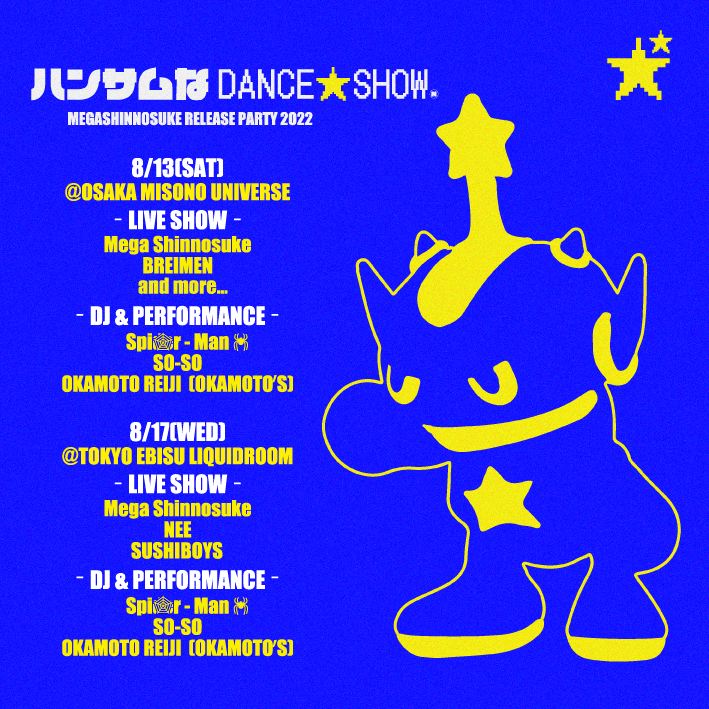 ハンサムな DANCE★SHOW。
MEGASHINNOSUKE RELEASE PARTY 2022
8/13(SAT)
@OSAKA MISONO UNIVERSE
- LIVE SHOW -
Mega Shinnosuke
BREIMEN
and more...
- DJ & PERFORMANCE -
Spi🕸r - Man 🕷
SO-SO
OKAMOTO REIJI (OKAMOTO'S)
8/17(WED)
@TOKYO EBISU LIQUIDROOM
- LIVE SHOW -
Mega Shinnosuke
NEE
SUSHIBOYS
- DJ & PERFORMANCE -
Spi🕸r - Man 🕷
SO-SO
OKAMOTO REIJI (OKAMOTO'S)